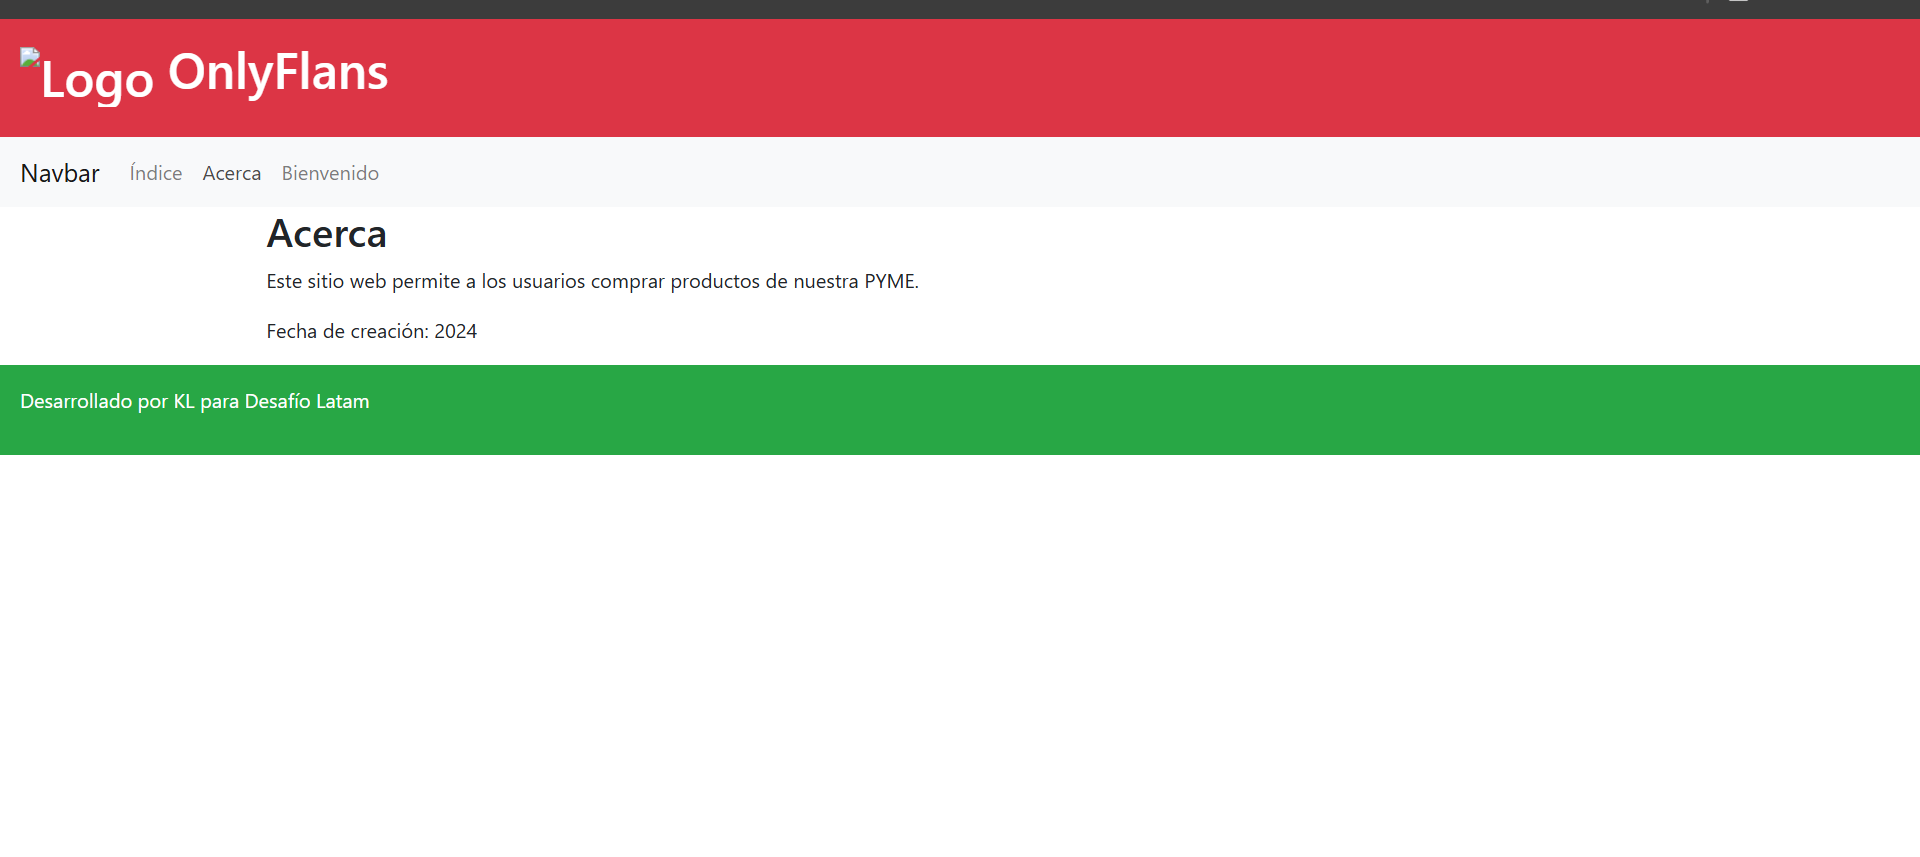 Logo OnlyFlans
Navbar Índice Acerca Bienvenido
Acerca
Este sitio web permite a los usuarios comprar productos de nuestra PYME.
Fecha de creación: 2024
Desarrollado por KL para Desafío Latam